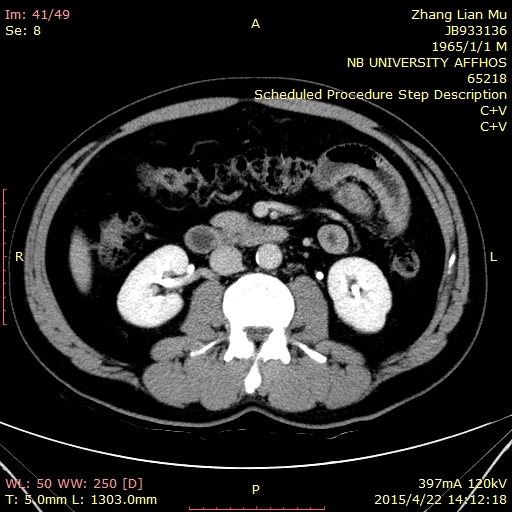 Im: 41/49
Se: 8
A
Zhang Lian Mu
JB933136
1965/1/1 M
NB UNIVERSITY AFFHOS
65218
Scheduled Procedure Step Description
C+V
C+V
R
L
WL: 50 WW: 250 [D]
T: 5.0mm L: 1303.0mm
P
397mA 120kV
2015/4/22 14:12:18